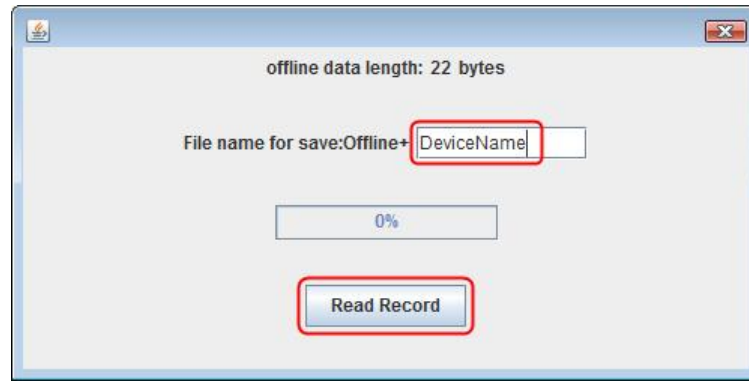 offline data length: 22 bytes
File name for save:Offline+ DeviceName
0%
Read Record